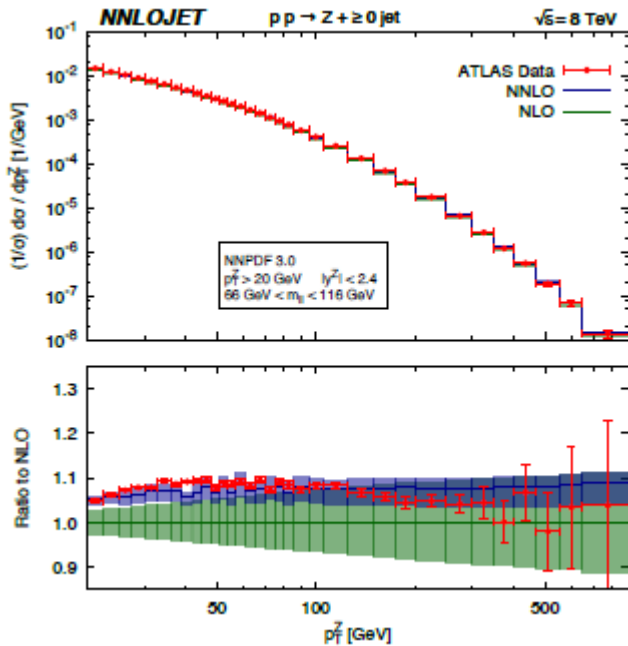 NNLOJET p p → Z + ≥ 0 jet √s = 8 TeV
10⁻¹
10⁻²
10⁻³
10⁻⁴
10⁻⁵
10⁻⁶
10⁻⁷
10⁻⁸
(1/σ) dσ / dp_T^Z [1/GeV]
ATLAS Data
NNLO
NLO
NNPDF 3.0
p_T^Z > 20 GeV |y^Z| < 2.4
66 GeV < m_ll < 116 GeV
1.3
1.2
1.1
1.0
0.9
Ratio to NLO
50 100 500
p_T^Z [GeV]